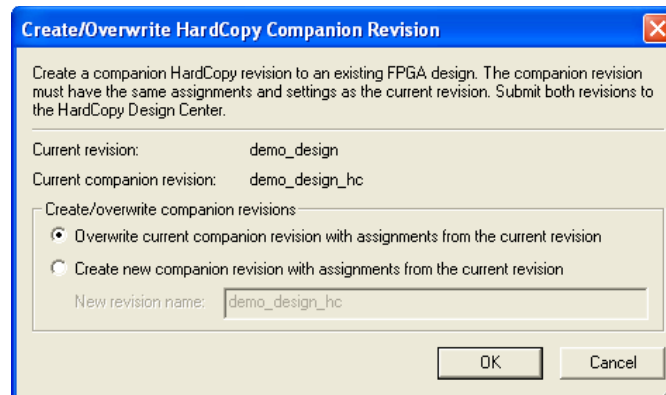 Create/Overwrite HardCopy Companion Revision
Create a companion HardCopy revision to an existing FPGA design. The companion revision
must have the same assignments and settings as the current revision. Submit both revisions to
the HardCopy Design Center.
Current revision: demo_design
Current companion revision: demo_design_hc
Create/overwrite companion revisions
Overwrite current companion revision with assignments from the current revision
Create new companion revision with assignments from the current revision
New revision name: demo_design_hc
OK Cancel